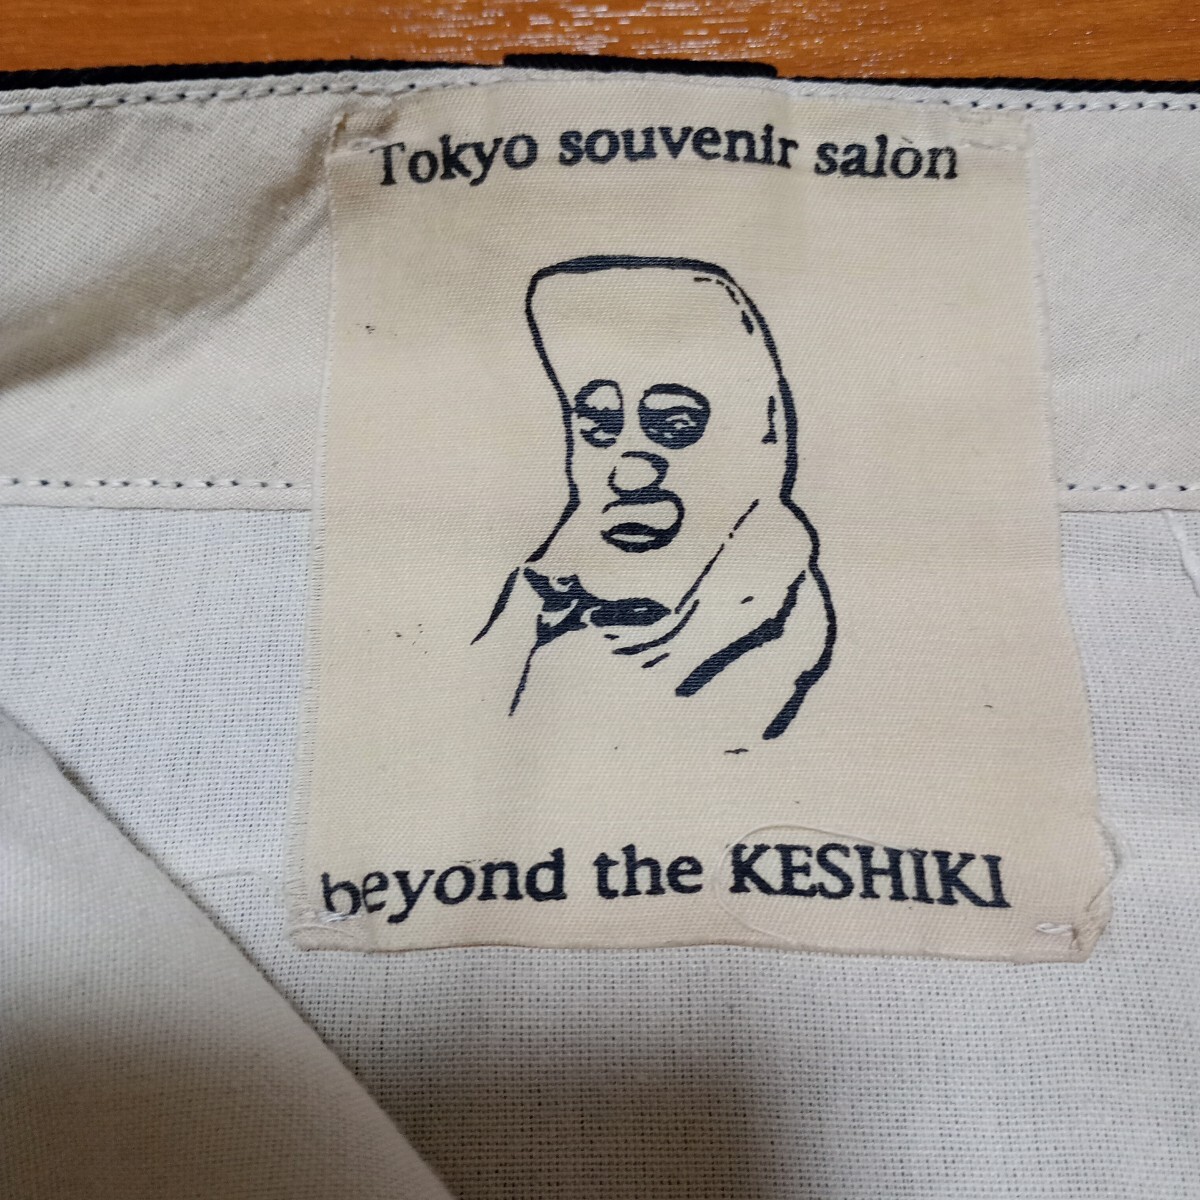 Tokyo souvenir salòn
beyond the KESHIKI